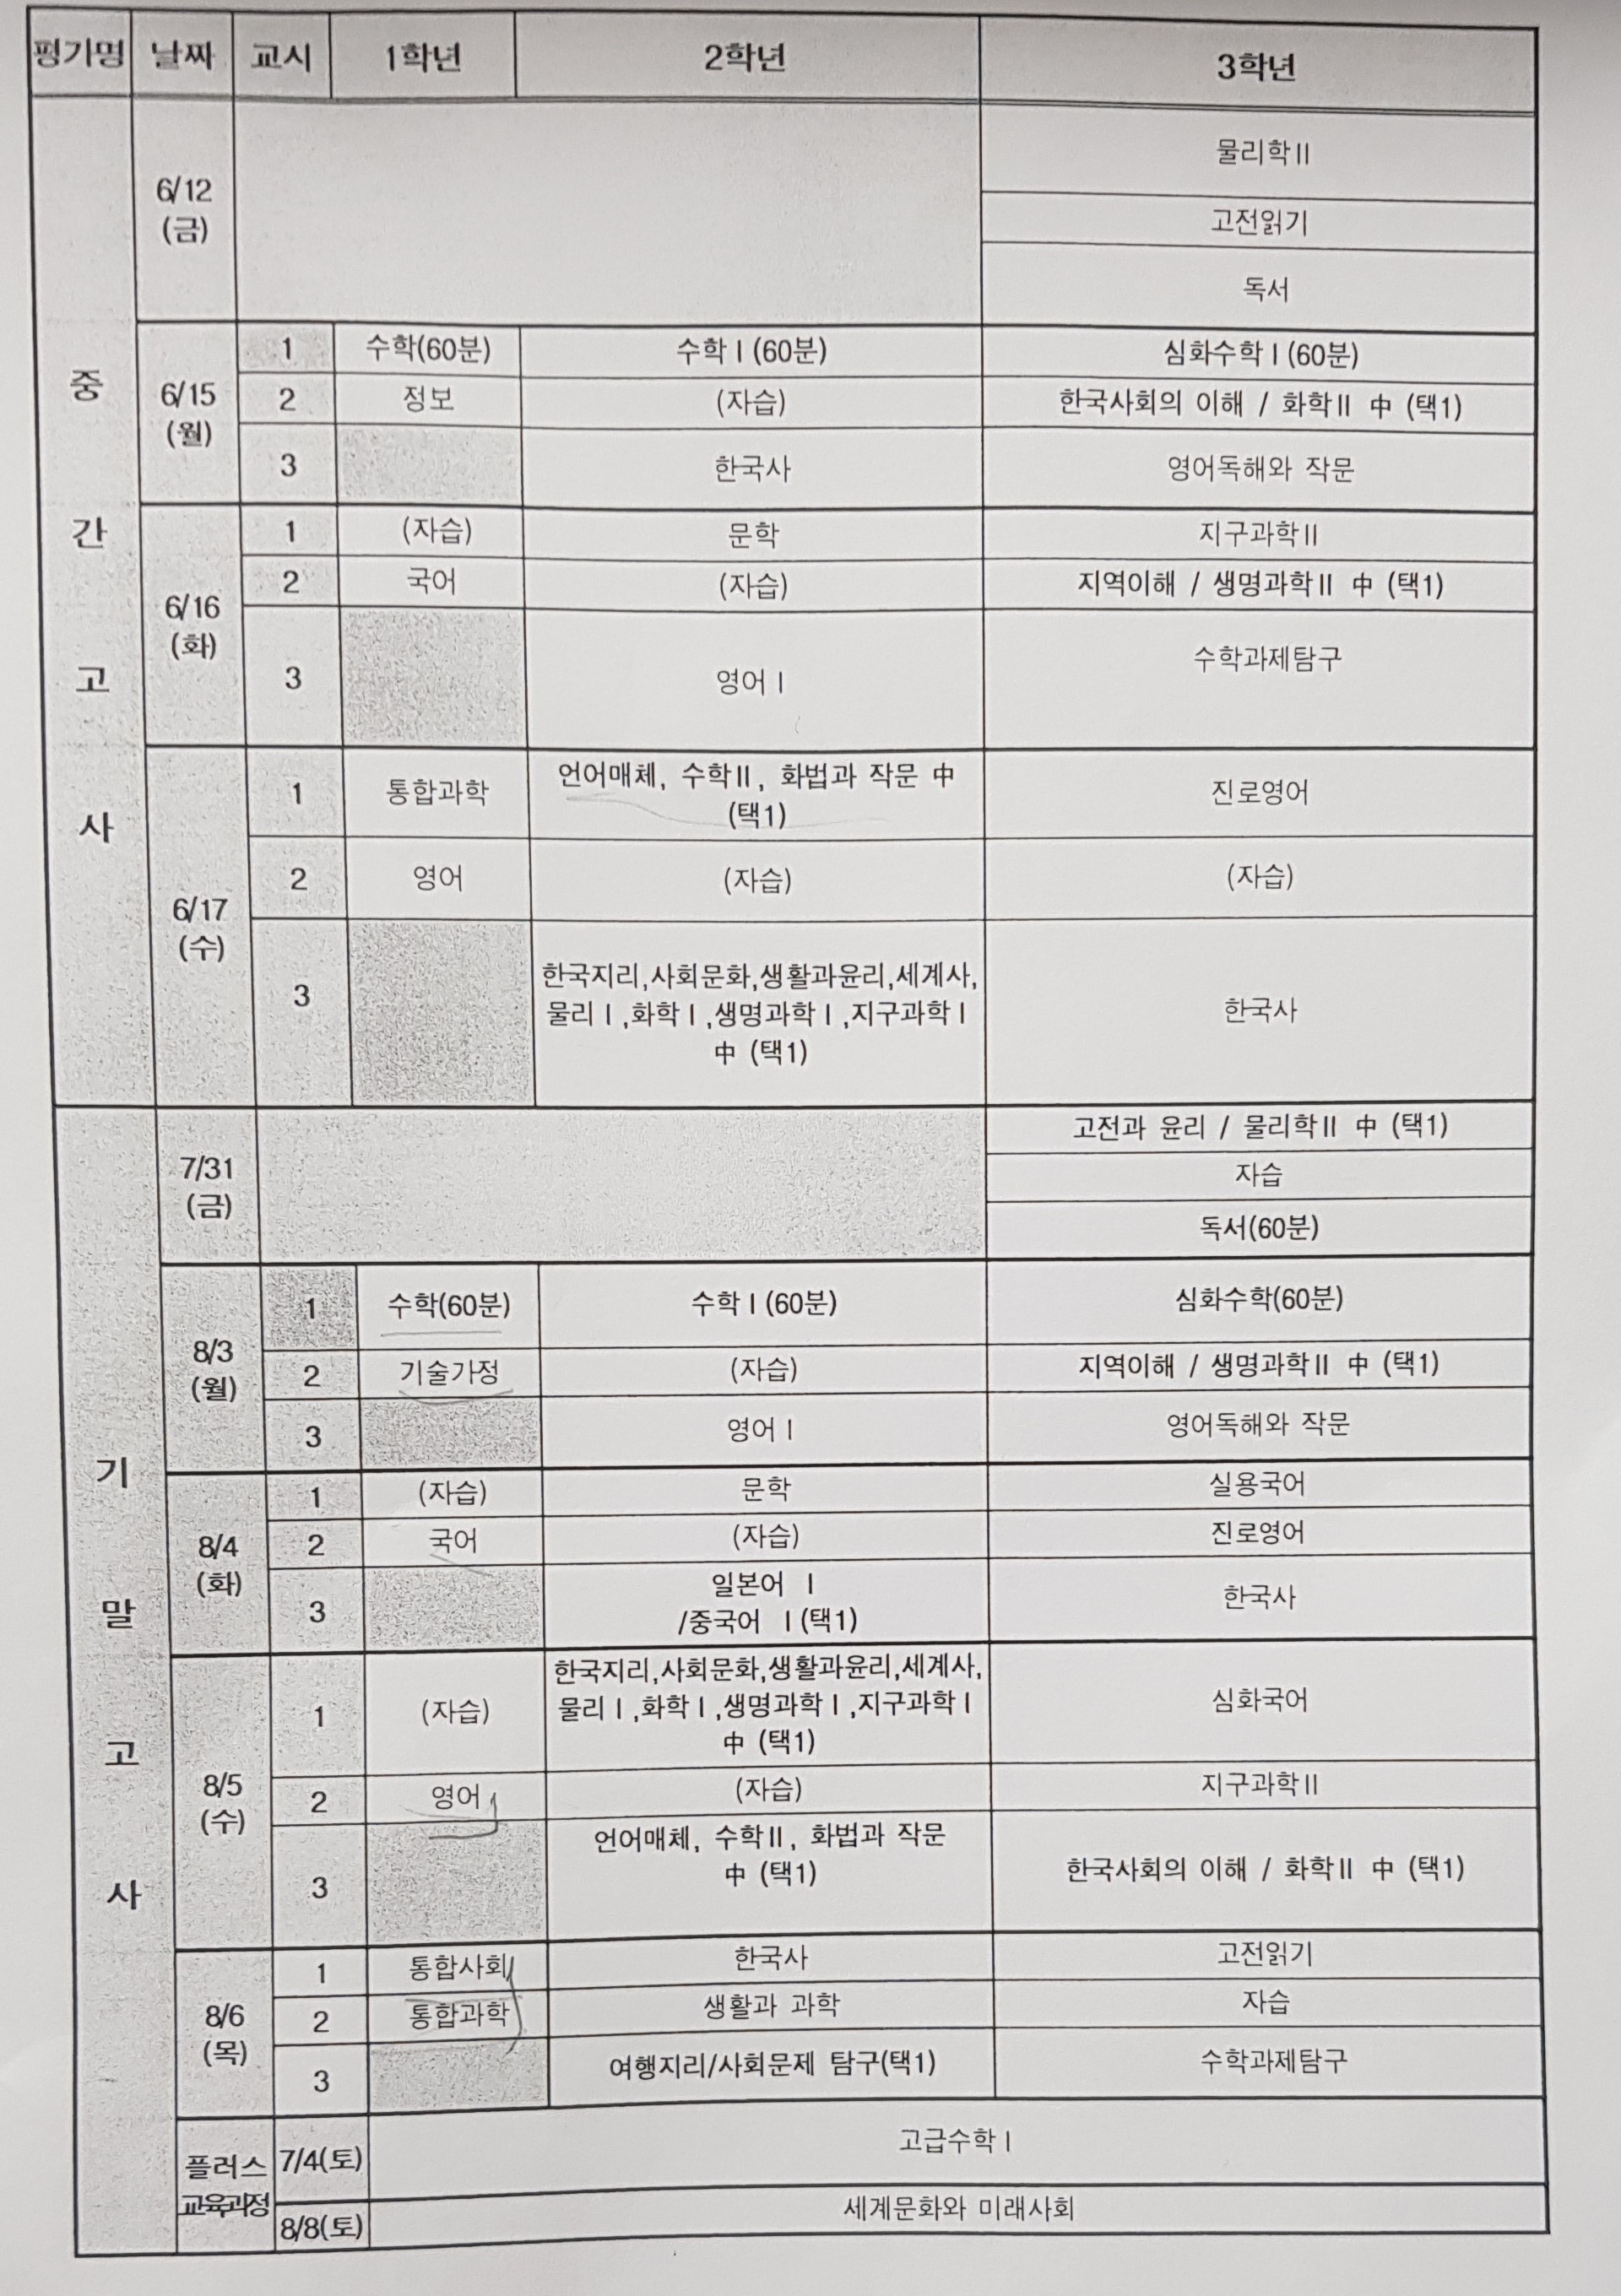 평가명 날짜 교시 1학년 2학년 3학년
중
간
고
사
6/12
(금)
물리학Ⅱ
고전읽기
독서
6/15
(월)
1 수학(60분) 수학Ⅰ(60분) 심화수학Ⅰ(60분)
2 정보 (자습) 한국사회의 이해 / 화학Ⅱ 中 (택1)
3 한국사 영어독해와 작문
6/16
(화)
1 (자습) 문학 지구과학Ⅱ
2 국어 (자습) 지역이해 / 생명과학Ⅱ 中 (택1)
3 영어Ⅰ 수학과제탐구
6/17
(수)
1 통합과학 언어매체, 수학Ⅱ, 화법과 작문 中
(택1)
진로영어
2 영어 (자습) (자습)
3 한국지리,사회문화,생활과윤리,세계사,
물리Ⅰ,화학Ⅰ,생명과학Ⅰ,지구과학Ⅰ
中 (택1)
한국사
기
말
고
사
7/31
(금)
고전과 윤리 / 물리학Ⅱ 中 (택1)
자습
독서(60분)
8/3
(월)
1 수학(60분) 수학Ⅰ(60분) 심화수학(60분)
2 기술가정 (자습) 지역이해 / 생명과학Ⅱ 中 (택1)
3 영어Ⅰ 영어독해와 작문
8/4
(화)
1 (자습) 문학 실용국어
2 국어 (자습) 진로영어
3 일본어 Ⅰ
/중국어 Ⅰ(택1)
한국사
8/5
(수)
1 (자습) 한국지리,사회문화,생활과윤리,세계사,
물리Ⅰ,화학Ⅰ,생명과학Ⅰ,지구과학Ⅰ
中 (택1)
심화국어
2 영어 (자습) 지구과학Ⅱ
3 언어매체, 수학Ⅱ, 화법과 작문
中 (택1)
한국사회의 이해 / 화학Ⅱ 中 (택1)
8/6
(목)
1 통합사회 한국사 고전읽기
2 통합과학 생활과 과학 자습
3 여행지리/사회문제 탐구(택1) 수학과제탐구
플러스
교육과정
7/4(토) 고급수학Ⅰ
8/8(토) 세계문화와 미래사회